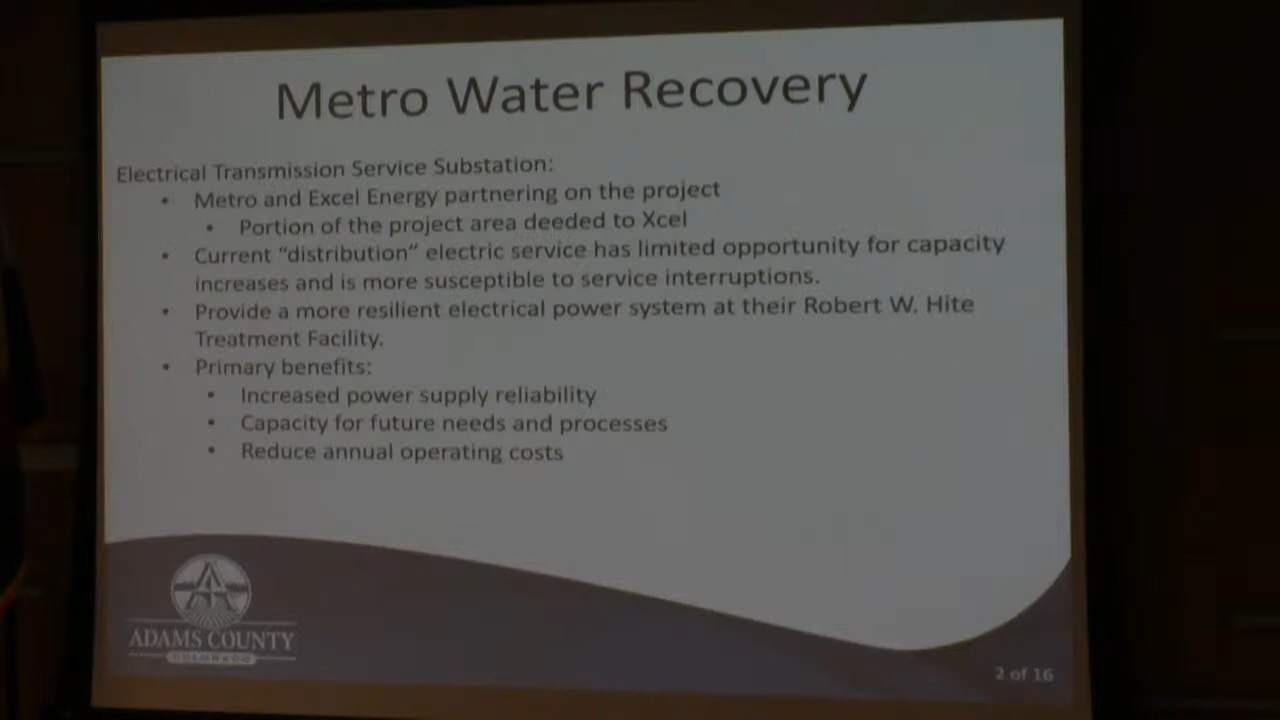 Metro Water Recovery
Electrical Transmission Service Substation:
• Metro and Excel Energy partnering on the project
• Portion of the project area deeded to Xcel
• Current “distribution” electric service has limited opportunity for capacity
increases and is more susceptible to service interruptions.
• Provide a more resilient electrical power system at their Robert W. Hite
Treatment Facility.
• Primary benefits:
• Increased power supply reliability
• Capacity for future needs and processes
• Reduce annual operating costs
ADAMS COUNTY
COLORADO
2 of 16